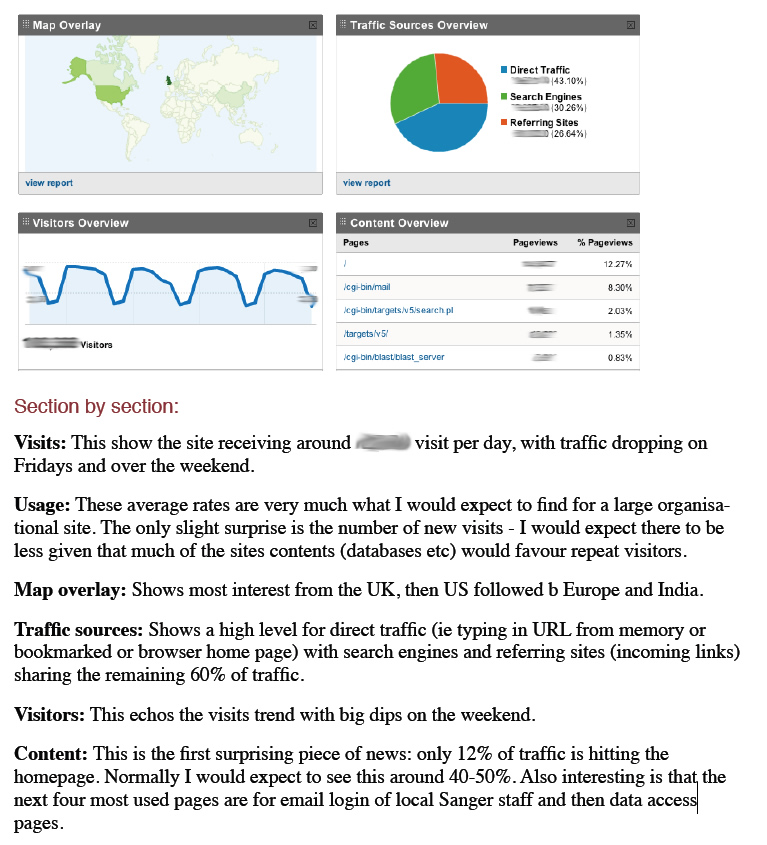 Map Overlay
view report
Traffic Sources Overview
Direct Traffic
(43.10%)
Search Engines
(30.26%)
Referring Sites
(26.64%)
view report
Visitors Overview
Visitors
Content Overview
Pages Pageviews % Pageviews
/ 12.27%
/cgi-bin/mail 8.30%
/cgi-bin/targets/v5/search.pl 2.03%
/targets/v5/ 1.35%
/cgi-bin/blast/blast_server 0.83%
Section by section:
Visits: This show the site receiving around visit per day, with traffic dropping on
Fridays and over the weekend.
Usage: These average rates are very much what I would expect to find for a large organisa-
tional site. The only slight surprise is the number of new visits - I would expect there to be
less given that much of the sites contents (databases etc) would favour repeat visitors.
Map overlay: Shows most interest from the UK, then US followed b Europe and India.
Traffic sources: Shows a high level for direct traffic (ie typing in URL from memory or
bookmarked or browser home page) with search engines and referring sites (incoming links)
sharing the remaining 60% of traffic.
Visitors: This echos the visits trend with big dips on the weekend.
Content: This is the first surprising piece of news: only 12% of traffic is hitting the
homepage. Normally I would expect to see this around 40-50%. Also interesting is that the
next four most used pages are for email login of local Sanger staff and then data access
pages.